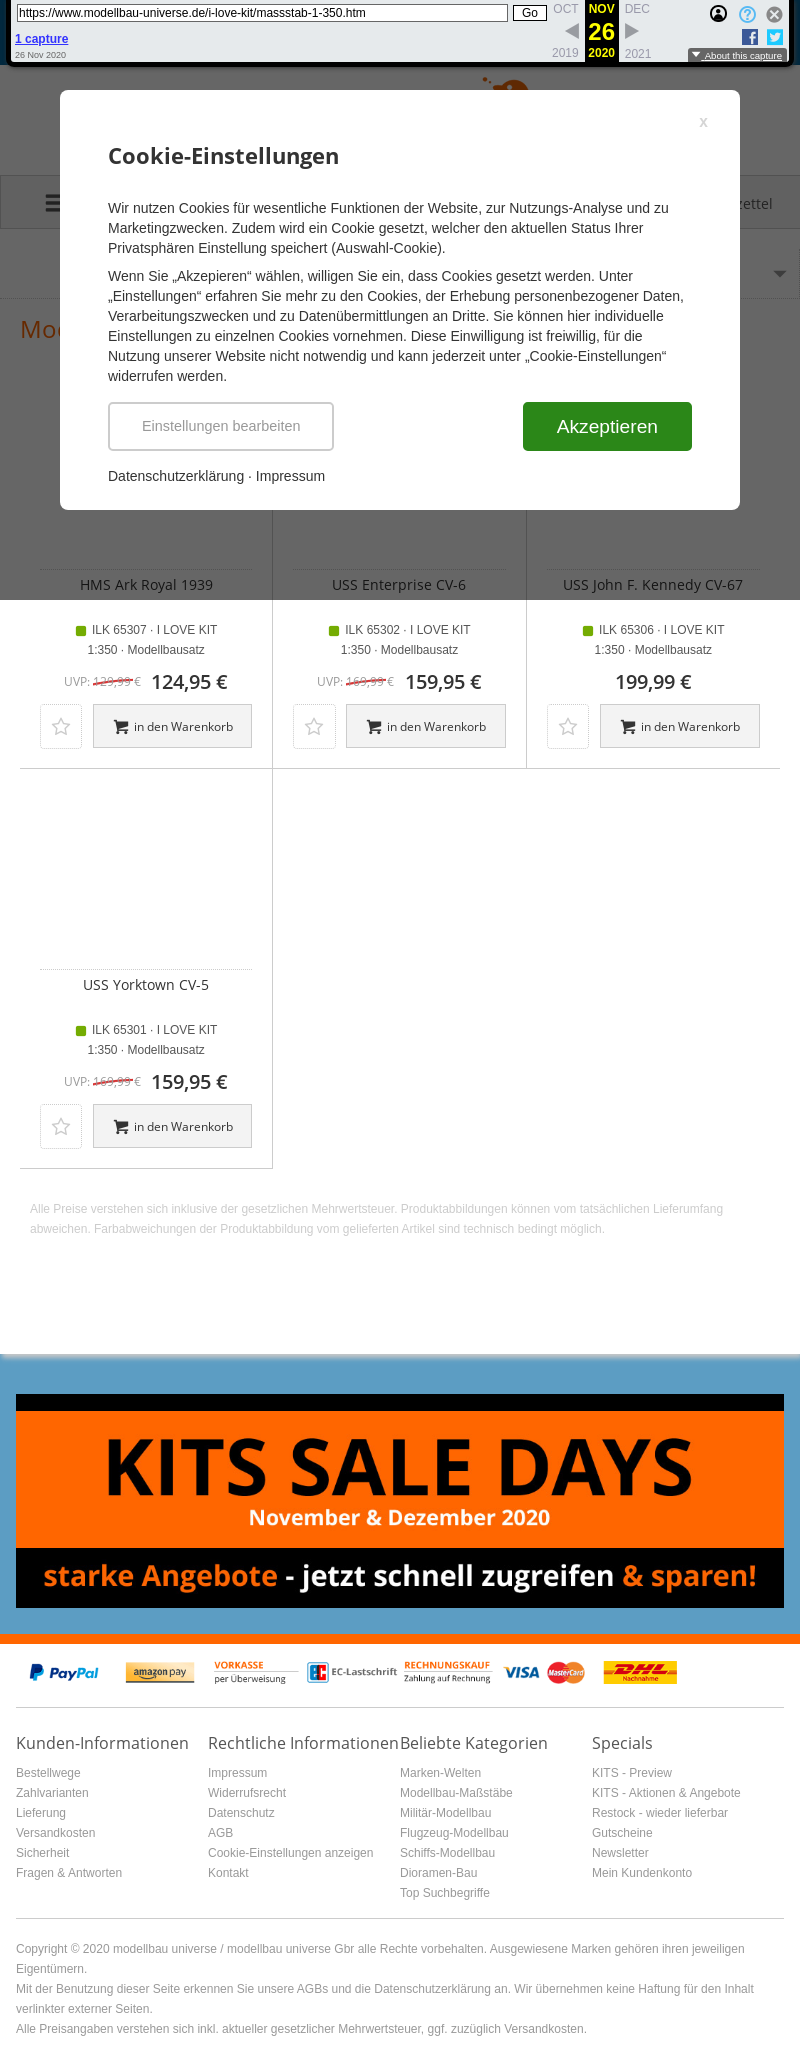 https://www.modellbau-universe.de/i-love-kit/massstab-1-350.htm
Go
OCT NOV DEC
26
2019 2020 2021
1 capture
26 Nov 2020
About this capture
x
Cookie-Einstellungen
Wir nutzen Cookies für wesentliche Funktionen der Website, zur Nutzungs-Analyse und zu
Marketingzwecken. Zudem wird ein Cookie gesetzt, welcher den aktuellen Status Ihrer
Privatsphären Einstellung speichert (Auswahl-Cookie).
Wenn Sie „Akzepieren“ wählen, willigen Sie ein, dass Cookies gesetzt werden. Unter
„Einstellungen“ erfahren Sie mehr zu den Cookies, der Erhebung personenbezogener Daten,
Verarbeitungszwecken und zu Datenübermittlungen an Dritte. Sie können hier individuelle
Einstellungen zu einzelnen Cookies vornehmen. Diese Einwilligung ist freiwillig, für die
Nutzung unserer Website nicht notwendig und kann jederzeit unter „Cookie-Einstellungen“
widerrufen werden.
Einstellungen bearbeiten
Akzeptieren
Datenschutzerklärung · Impressum
HMS Ark Royal 1939
ILK 65307 · I LOVE KIT
1:350 · Modellbausatz
UVP: 129,99 € 124,95 €
in den Warenkorb
USS Enterprise CV-6
ILK 65302 · I LOVE KIT
1:350 · Modellbausatz
UVP: 169,99 € 159,95 €
in den Warenkorb
USS John F. Kennedy CV-67
ILK 65306 · I LOVE KIT
1:350 · Modellbausatz
199,99 €
in den Warenkorb
USS Yorktown CV-5
ILK 65301 · I LOVE KIT
1:350 · Modellbausatz
UVP: 169,99 € 159,95 €
in den Warenkorb
Alle Preise verstehen sich inklusive der gesetzlichen Mehrwertsteuer. Produktabbildungen können vom tatsächlichen Lieferumfang
abweichen. Farbabweichungen der Produktabbildung vom gelieferten Artikel sind technisch bedingt möglich.
KITS SALE DAYS
November & Dezember 2020
starke Angebote - jetzt schnell zugreifen & sparen!
PayPal
amazon pay
VORKASSE
per Überweisung
EC-Lastschrift
RECHNUNGSKAUF
Zahlung auf Rechnung
VISA
MasterCard
DHL
Nachnahme
Kunden-Informationen
Bestellwege
Zahlvarianten
Lieferung
Versandkosten
Sicherheit
Fragen & Antworten
Rechtliche Informationen
Impressum
Widerrufsrecht
Datenschutz
AGB
Cookie-Einstellungen anzeigen
Kontakt
Beliebte Kategorien
Marken-Welten
Modellbau-Maßstäbe
Militär-Modellbau
Flugzeug-Modellbau
Schiffs-Modellbau
Dioramen-Bau
Top Suchbegriffe
Specials
KITS - Preview
KITS - Aktionen & Angebote
Restock - wieder lieferbar
Gutscheine
Newsletter
Mein Kundenkonto
Copyright © 2020 modellbau universe / modellbau universe Gbr alle Rechte vorbehalten. Ausgewiesene Marken gehören ihren jeweiligen
Eigentümern.
Mit der Benutzung dieser Seite erkennen Sie unsere AGBs und die Datenschutzerklärung an. Wir übernehmen keine Haftung für den Inhalt
verlinkter externer Seiten.
Alle Preisangaben verstehen sich inkl. aktueller gesetzlicher Mehrwertsteuer, ggf. zuzüglich Versandkosten.